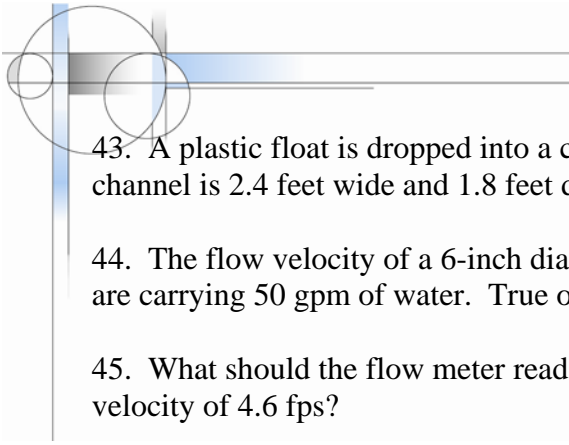 43. A plastic float is dropped into a
channel is 2.4 feet wide and 1.8 feet
44. The flow velocity of a 6-inch
are carrying 50 gpm of water. True
45. What should the flow meter read
velocity of 4.6 fps?